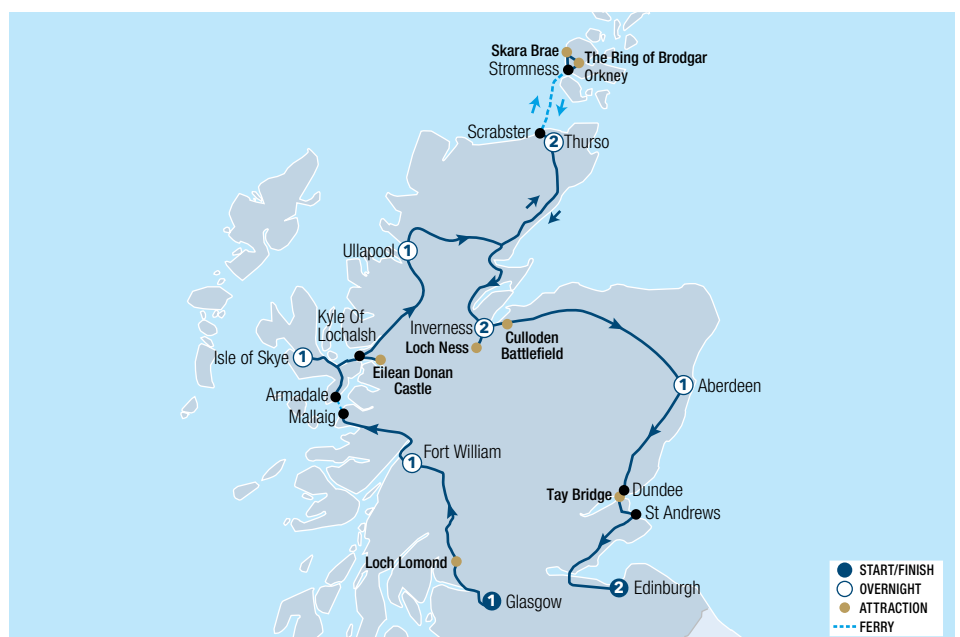 Skara Brae
The Ring of Brodgar
Stromness
Orkney
Scrabster
2
Thurso
Ullapool
1
Kyle Of
Lochalsh
Inverness
2
Loch Ness
Culloden
Battlefield
Isle of Skye
1
Eilean Donan
Castle
1
Aberdeen
Armadale
Mallaig
Fort William
1
Dundee
Tay Bridge
St Andrews
Loch Lomond
1
Glasgow
2
Edinburgh
START/FINISH
OVERNIGHT
ATTRACTION
FERRY